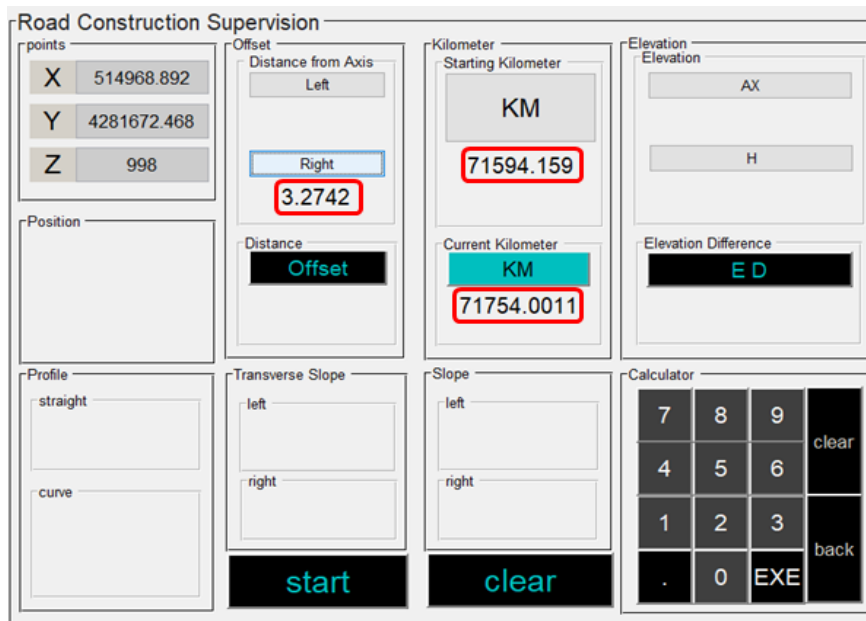 Road Construction Supervision
points
X 514968.892
Y 4281672.468
Z 998
Offset
Distance from Axis
Left
Right
3.2742
Distance
Offset
Kilometer
Starting Kilometer
KM
71594.159
Current Kilometer
KM
71754.0011
Elevation
Elevation
AX
H
Elevation Difference
E D
Position
Profile
straight
curve
Transverse Slope
left
right
start
Slope
left
right
clear
Calculator
7 8 9 clear
4 5 6
1 2 3 back
. 0 EXE